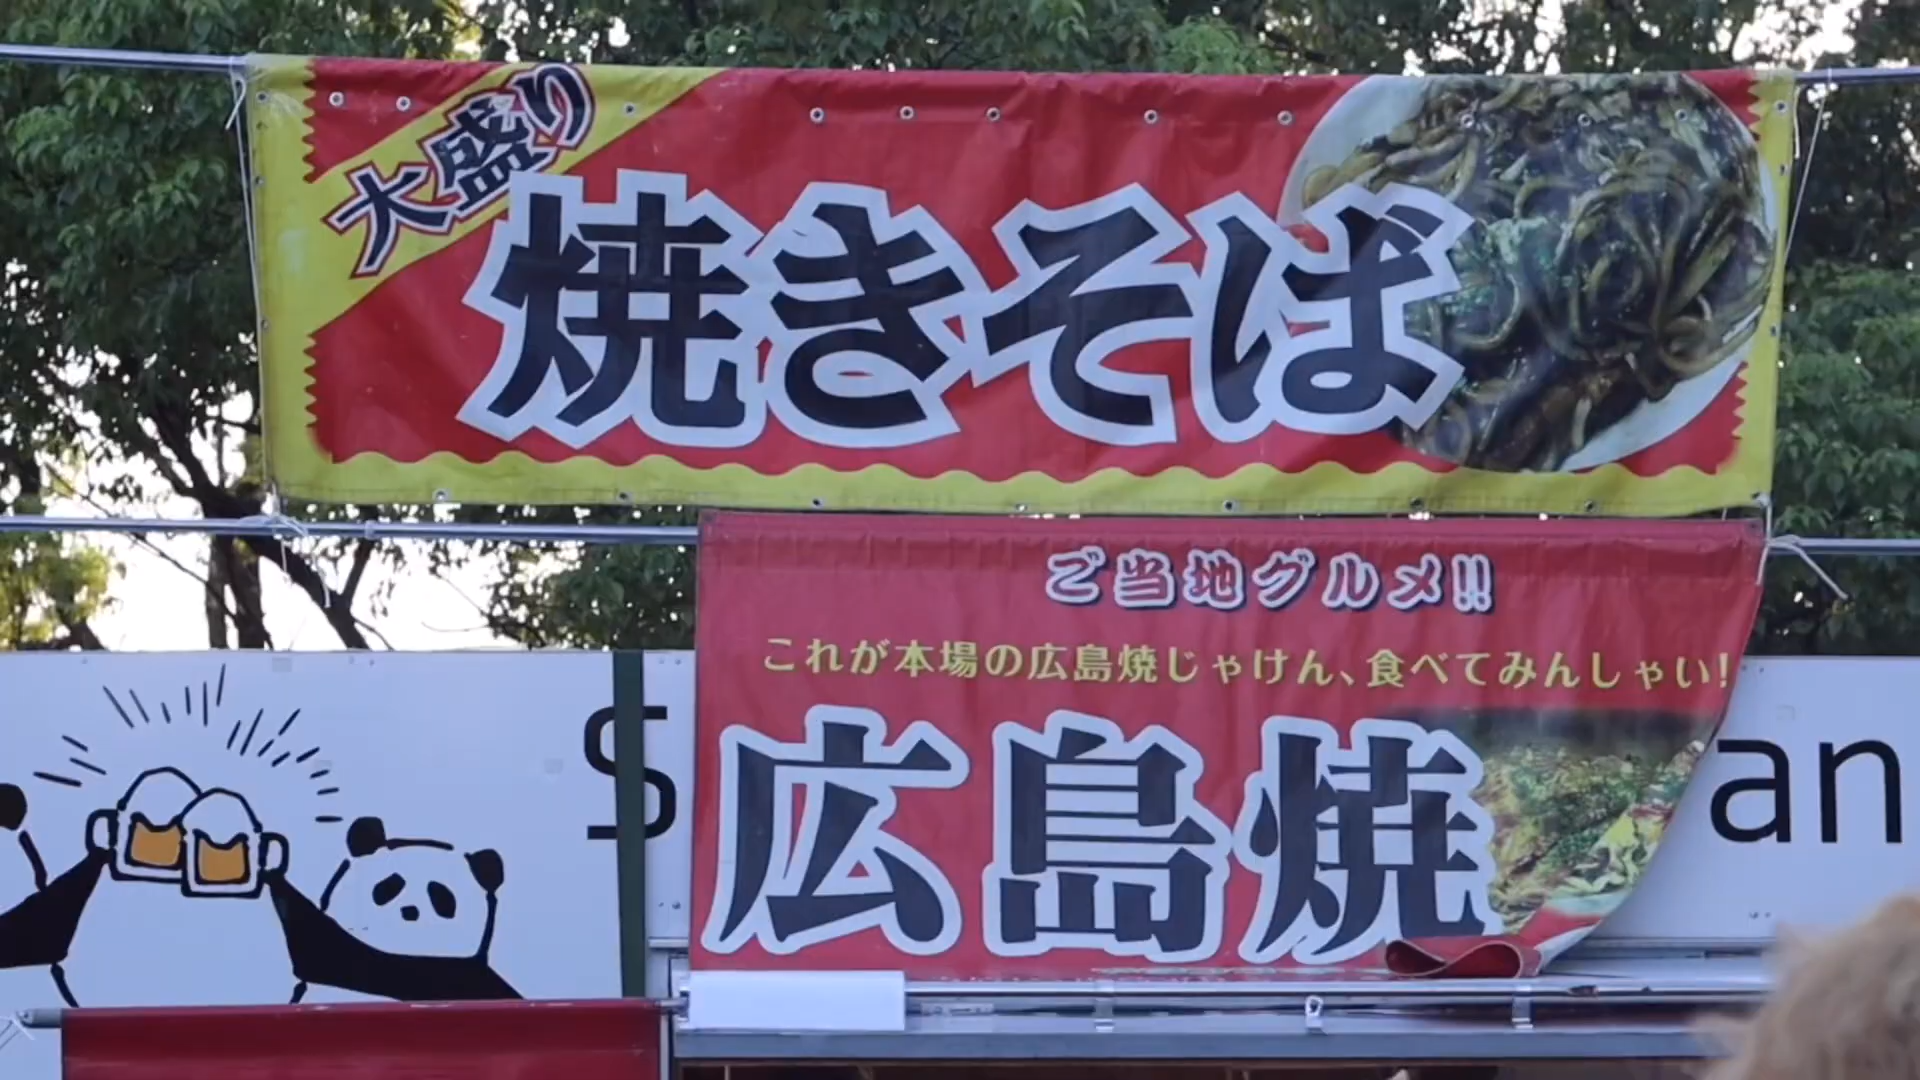 大盛り
焼きそば
ご当地グルメ!!
これが本場の広島焼じゃけん、食べてみんしゃい!
広島焼
S
an